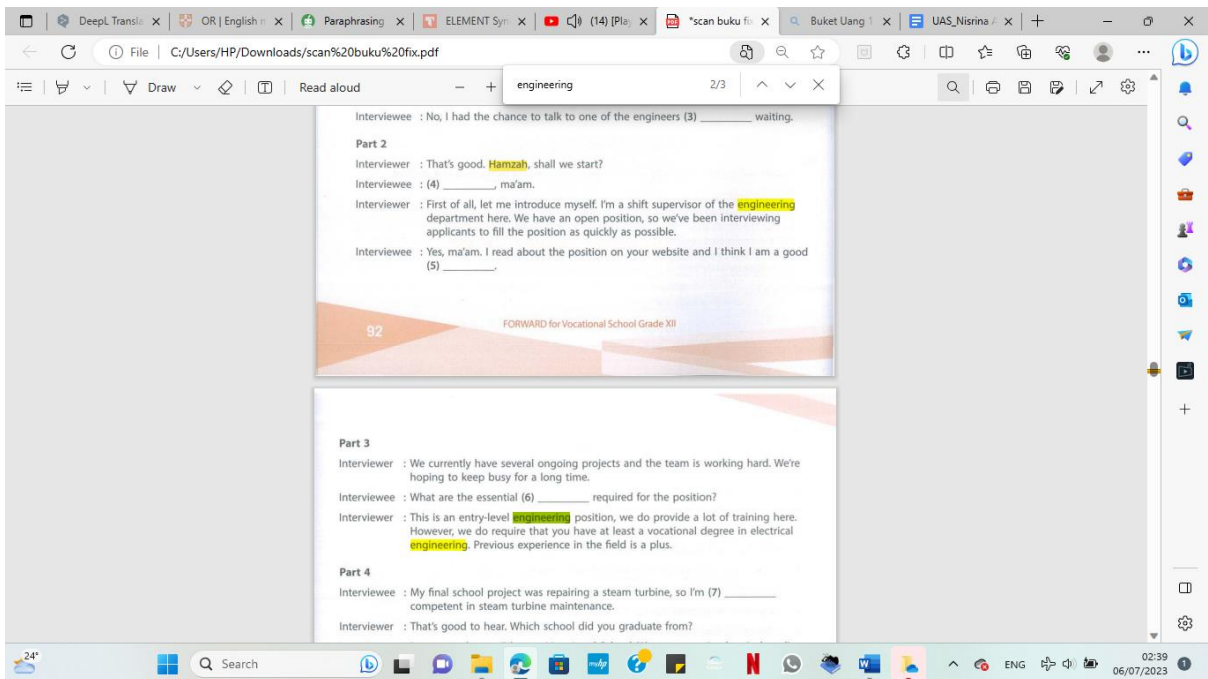 DeepL Transla
OR | English n
Paraphrasing
ELEMENT Syn
(14) [Play
*scan buku fix
Buket Uang 1
UAS_Nisrina A
File | C:/Users/HP/Downloads/scan%20buku%20fix.pdf
Draw
Read aloud
engineering 2/3
Interviewee : No, I had the chance to talk to one of the engineers (3) _________ waiting.
Part 2
Interviewer : That's good. Hamzah, shall we start?
Interviewee : (4) _________, ma'am.
Interviewer : First of all, let me introduce myself. I'm a shift supervisor of the engineering
department here. We have an open position, so we've been interviewing
applicants to fill the position as quickly as possible.
Interviewee : Yes, ma'am. I read about the position on your website and I think I am a good
(5) _________.
92
FORWARD for Vocational School Grade XII
Part 3
Interviewer : We currently have several ongoing projects and the team is working hard. We're
hoping to keep busy for a long time.
Interviewee : What are the essential (6) _________ required for the position?
Interviewer : This is an entry-level engineering position, we do provide a lot of training here.
However, we do require that you have at least a vocational degree in electrical
engineering. Previous experience in the field is a plus.
Part 4
Interviewee : My final school project was repairing a steam turbine, so I'm (7) _________
competent in steam turbine maintenance.
Interviewer : That's good to hear. Which school did you graduate from?
24°
Search
ENG
02:39
06/07/2023
1